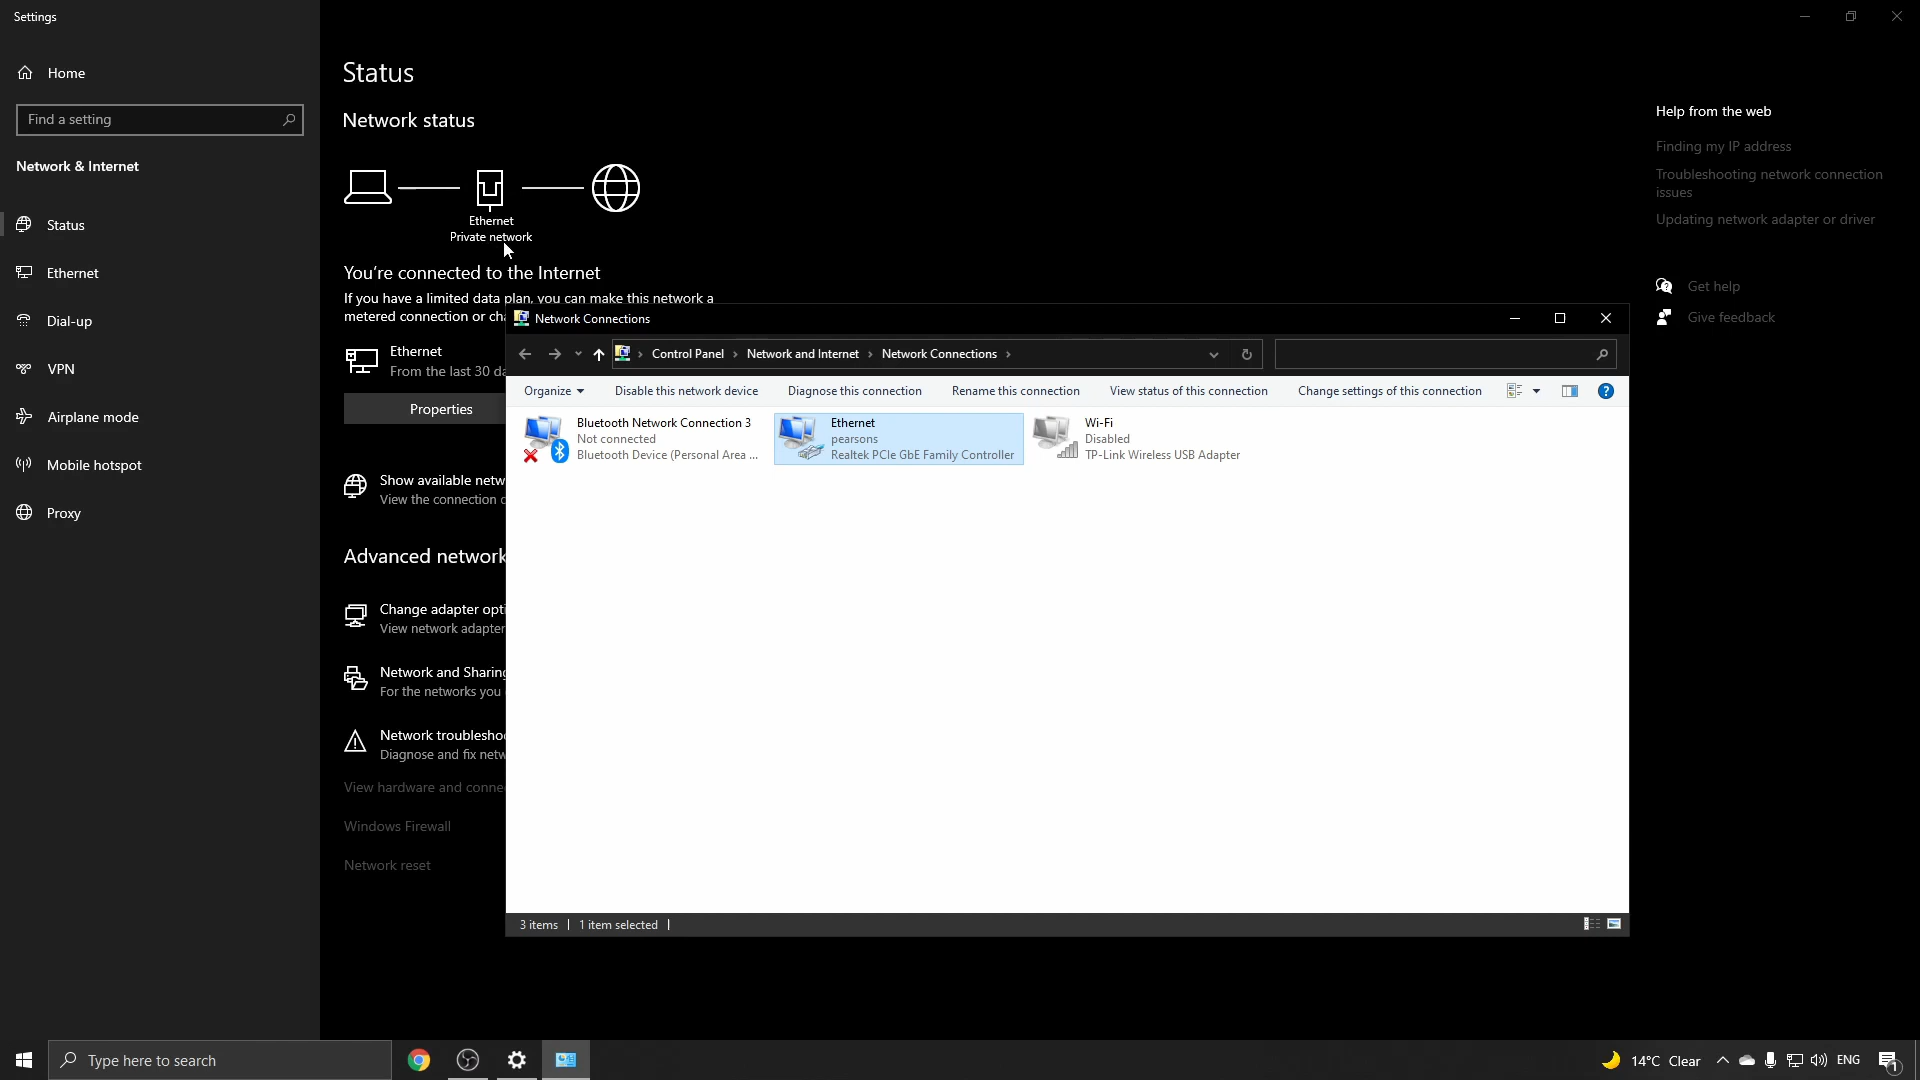 Settings
Home
Find a setting
Network & Internet
Status
Ethernet
Dial-up
VPN
Airplane mode
Mobile hotspot
Proxy
Status
Network status
Ethernet
Private network
You're connected to the Internet
If you have a limited data plan, you can make this network a
metered connection or cha
Ethernet
From the last 30 da
Properties
Show available netw
View the connection o
Advanced network
Change adapter opti
View network adapter
Network and Sharing
For the networks you
Network troubleshoo
Diagnose and fix netw
View hardware and conne
Windows Firewall
Network reset
Network Connections
Control Panel
Network and Internet
Network Connections
Organize
Disable this network device
Diagnose this connection
Rename this connection
View status of this connection
Change settings of this connection
Bluetooth Network Connection 3
Not connected
Bluetooth Device (Personal Area ...
Ethernet
pearsons
Realtek PCIe GbE Family Controller
Wi-Fi
Disabled
TP-Link Wireless USB Adapter
3 items
1 item selected
Help from the web
Finding my IP address
Troubleshooting network connection
issues
Updating network adapter or driver
Get help
Give feedback
Type here to search
14°C Clear
ENG
1